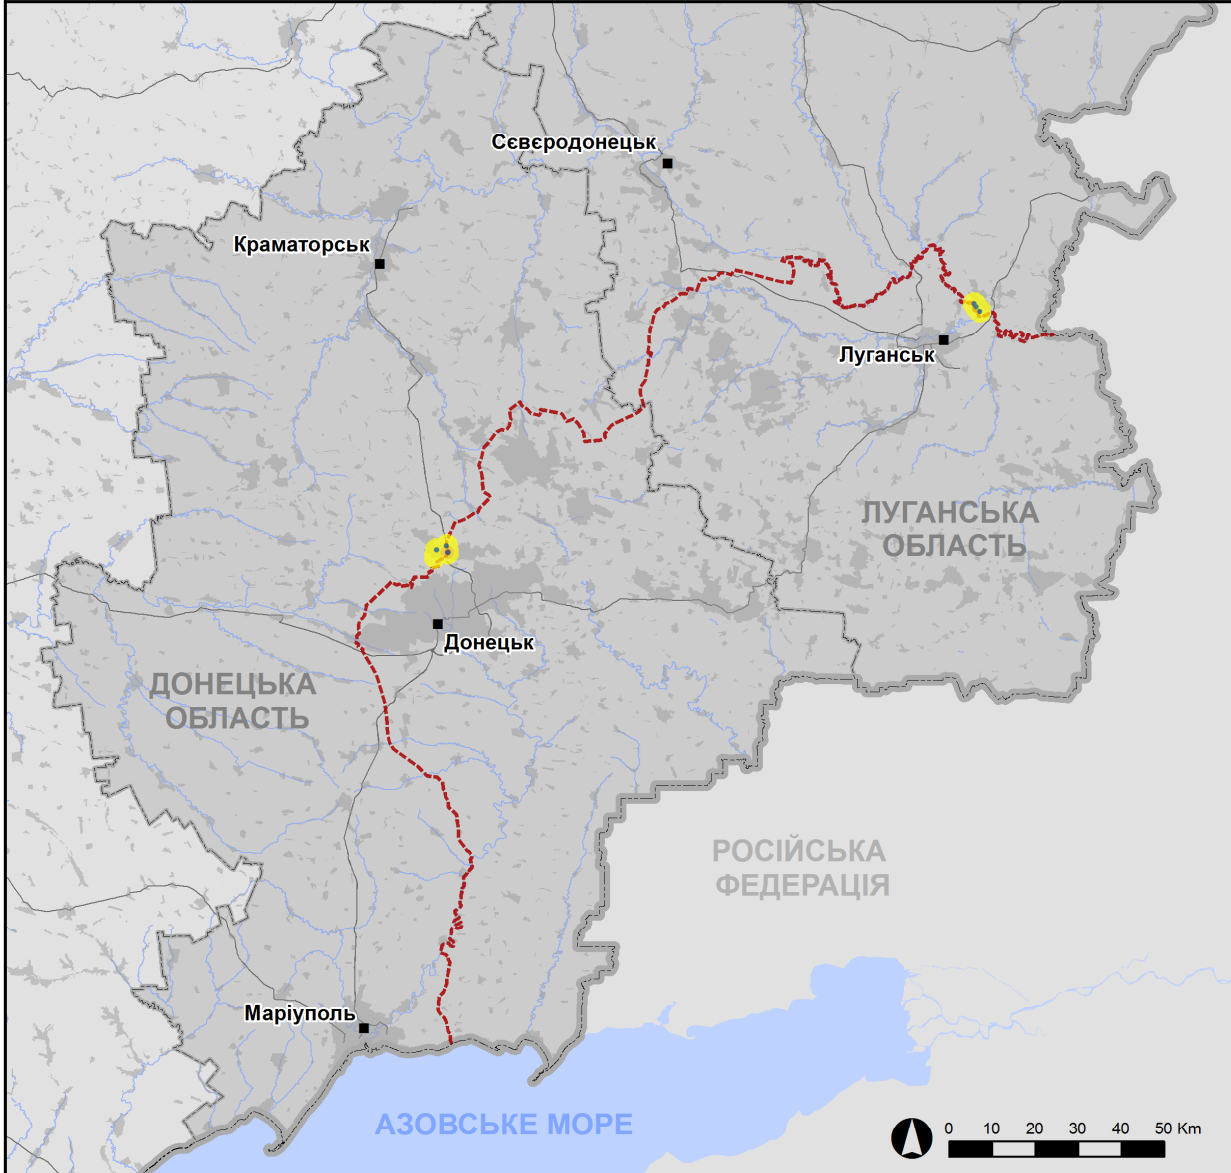 Сєвєродонецьк
Краматорськ
Луганськ
ЛУГАНСЬКА
ОБЛАСТЬ
Донецьк
ДОНЕЦЬКА
ОБЛАСТЬ
РОСІЙСЬКА
ФЕДЕРАЦІЯ
Маріуполь
АЗОВСЬКЕ МОРЕ
0 10 20 30 40 50 Km